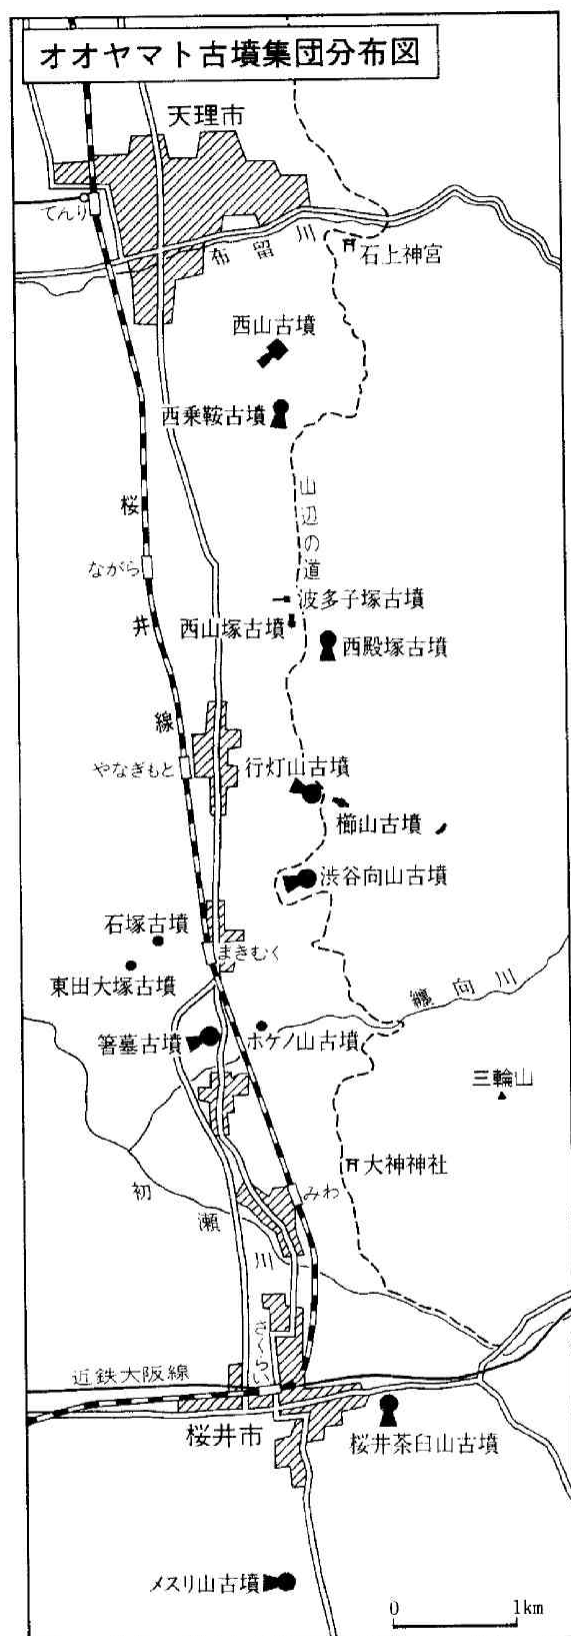 オオヤマト古墳集団分布図
天理市
てんり
布留川
石上神宮
西山古墳
西乗鞍古墳
山辺の道
桜井線
ながら
波多子塚古墳
西山塚古墳
西殿塚古墳
やなぎもと
行灯山古墳
櫛山古墳
渋谷向山古墳
石塚古墳
まきむく
東田大塚古墳
纏向川
箸墓古墳
ホケノ山古墳
三輪山
大神神社
みわ
初瀬川
さくらい
近鉄大阪線
桜井市
桜井茶臼山古墳
メスリ山古墳
0 1km